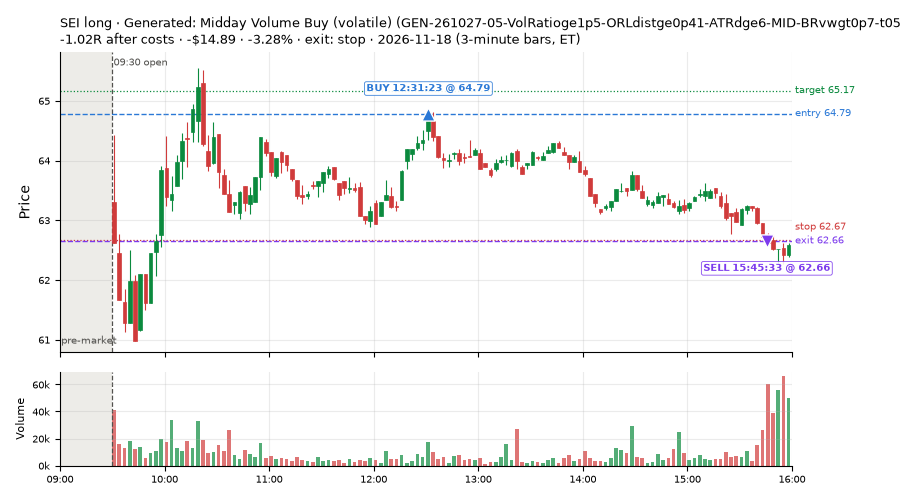 SEI long · Generated: Midday Volume Buy (volatile) (GEN-261027-05-VolRatioge1p5-ORLdistge0p41-ATRdge6-MID-BRvwgt0p7-t05
-1.02R after costs · -$14.89 · -3.28% · exit: stop · 2026-11-18 (3-minute bars, ET)
09:30 open
BUY 12:31:23 @ 64.79
target 65.17
entry 64.79
stop 62.67
exit 62.66
SELL 15:45:33 @ 62.66
pre-market
Price
65
64
63
62
61
Volume
60k
40k
20k
0k
09:00
10:00
11:00
12:00
13:00
14:00
15:00
16:00